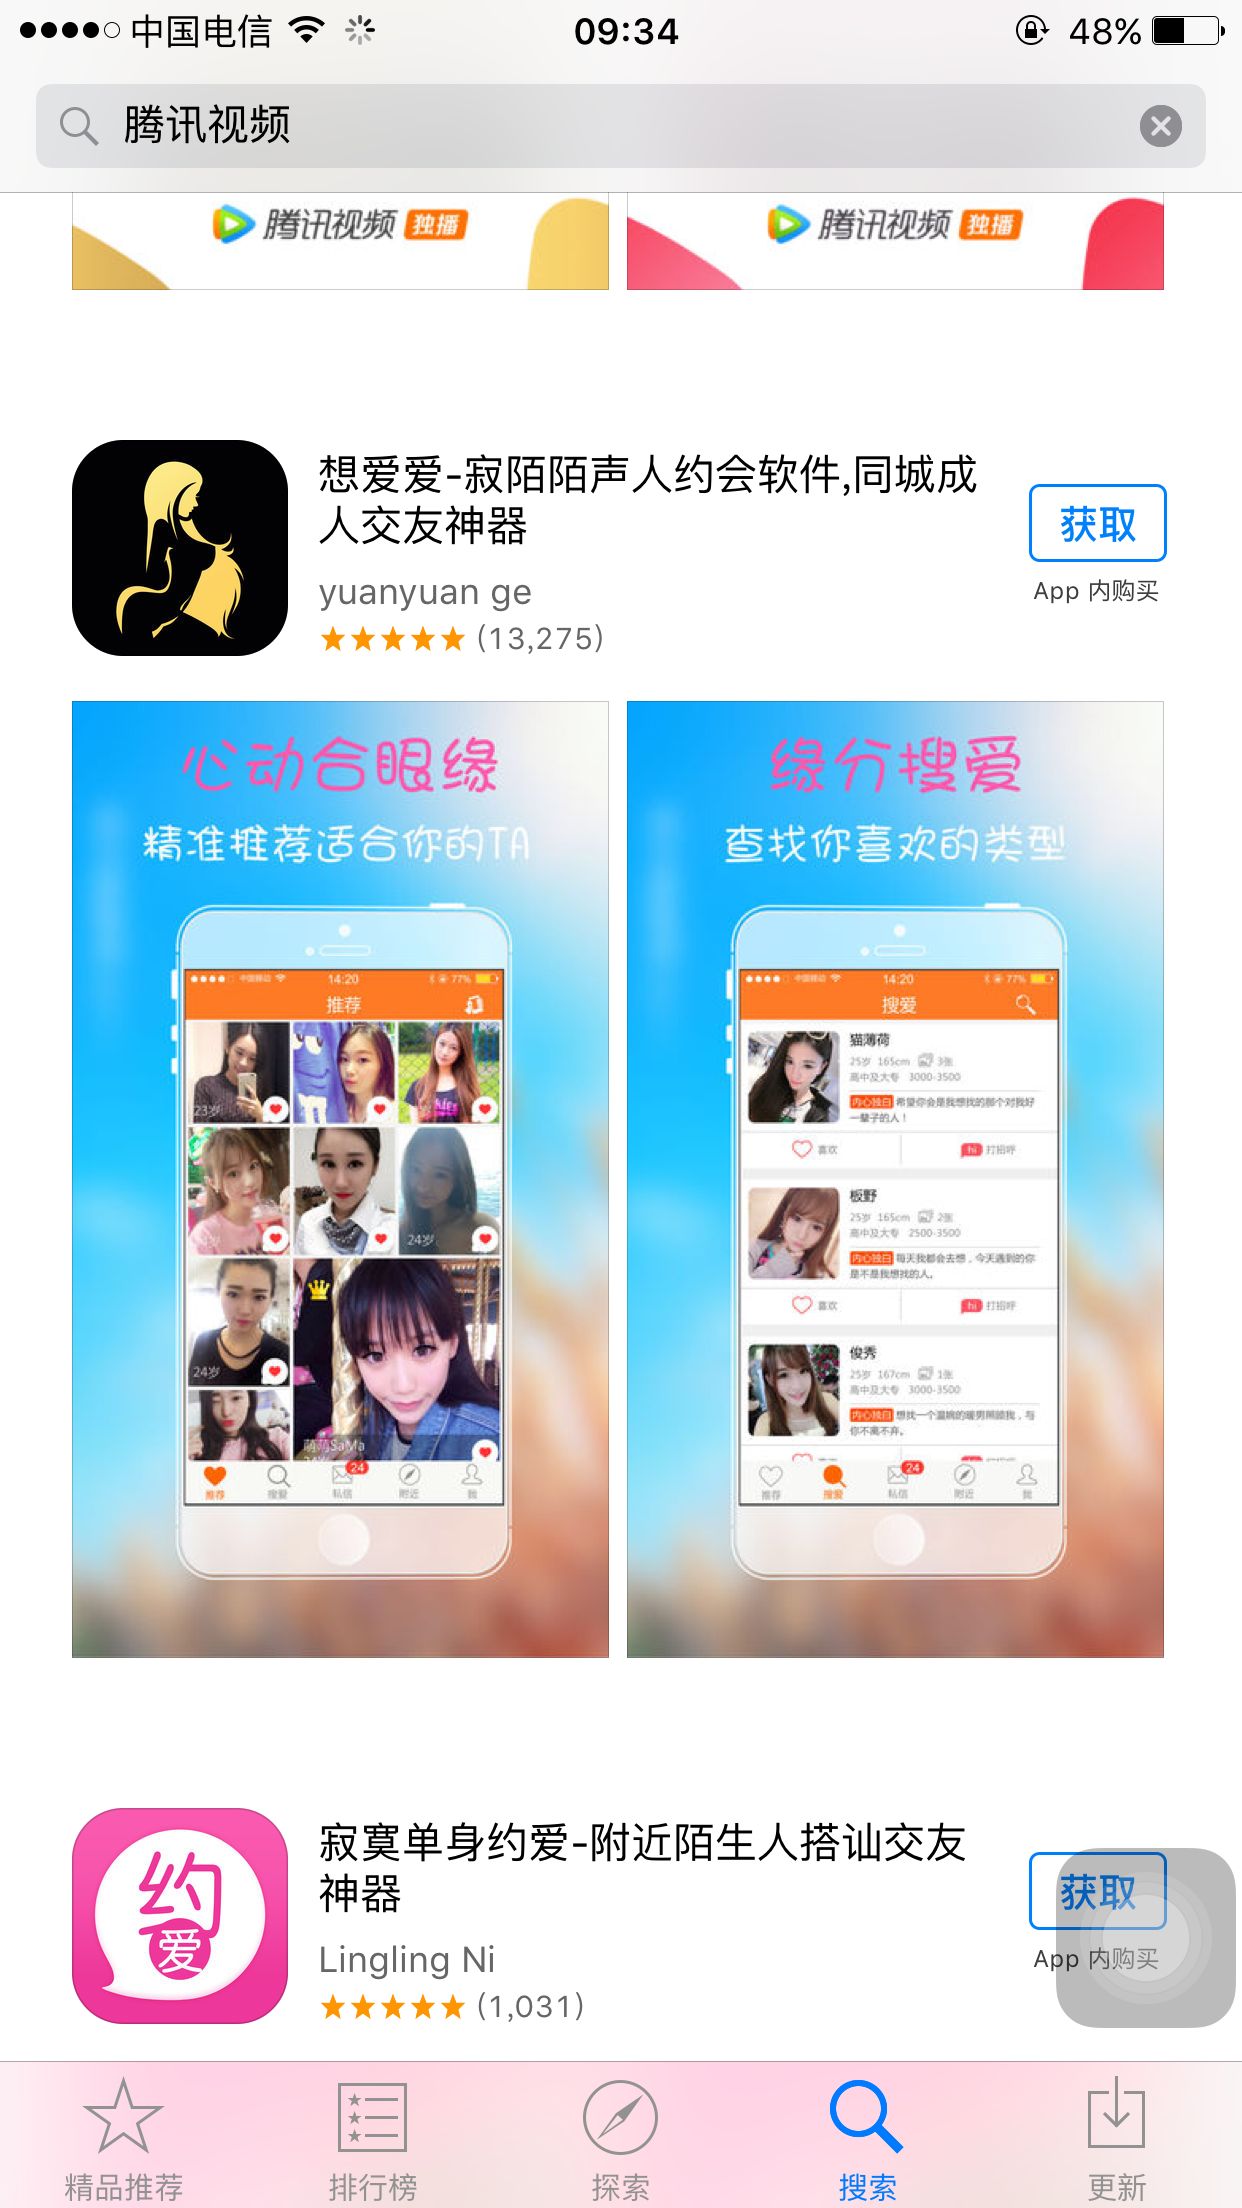 中国电信 09:34 48%
腾讯视频
腾讯视频 独播 腾讯视频 独播
想爱爱-寂陌陌声人约会软件,同城成
人交友神器
获取
App 内购买
yuanyuan ge
(13,275)
心动合眼缘
精准推荐适合你的TA
14:20 77%
推荐
23岁
24岁
24岁
萌萌SaMa
24
推荐 搜爱 私信 附近 我
缘分搜爱
查找你喜欢的类型
14:20 77%
搜爱
猫薄荷
25岁 165cm 3张
高中及大专 3000-3500
内心独白 希望你会是我想找的那个对我好
一辈子的人！
喜欢 hi 打招呼
板野
25岁 165cm 2张
高中及大专 2500-3500
内心独白 每天我都会去想，今天遇到的你
是不是我想找的人。
喜欢 hi 打招呼
俊秀
25岁 167cm 1张
高中及大专 3000-3500
内心独白 想找一个温婉的暖男照顾我，与
你不离不弃。
24
推荐 搜爱 私信 附近 我
寂寞单身约爱-附近陌生人搭讪交友
神器
获取
App 内购买
Lingling Ni
(1,031)
约
爱
精品推荐 排行榜 探索 搜索 更新